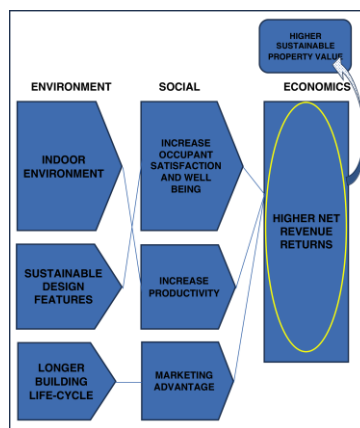 HIGHER
SUSTAINABLE
PROPERTY VALUE
ENVIRONMENT
SOCIAL
ECONOMICS
INDOOR
ENVIRONMENT
INCREASE
OCCUPANT
SATISFACTION
AND WELL
BEING
HIGHER NET
REVENUE
RETURNS
SUSTAINABLE
DESIGN
FEATURES
INCREASE
PRODUCTIVITY
LONGER
BUILDING
LIFE-CYCLE
MARKETING
ADVANTAGE